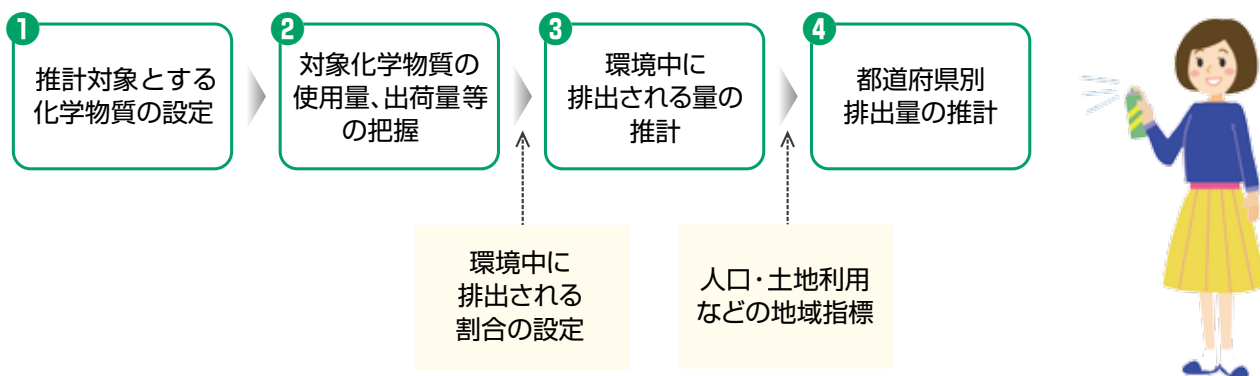 1
推計対象とする
化学物質の設定
2
対象化学物質の
使用量、出荷量等
の把握
3
環境中に
排出される量の
推計
4
都道府県別
排出量の推計
環境中に
排出される
割合の設定
人口・土地利用
などの地域指標